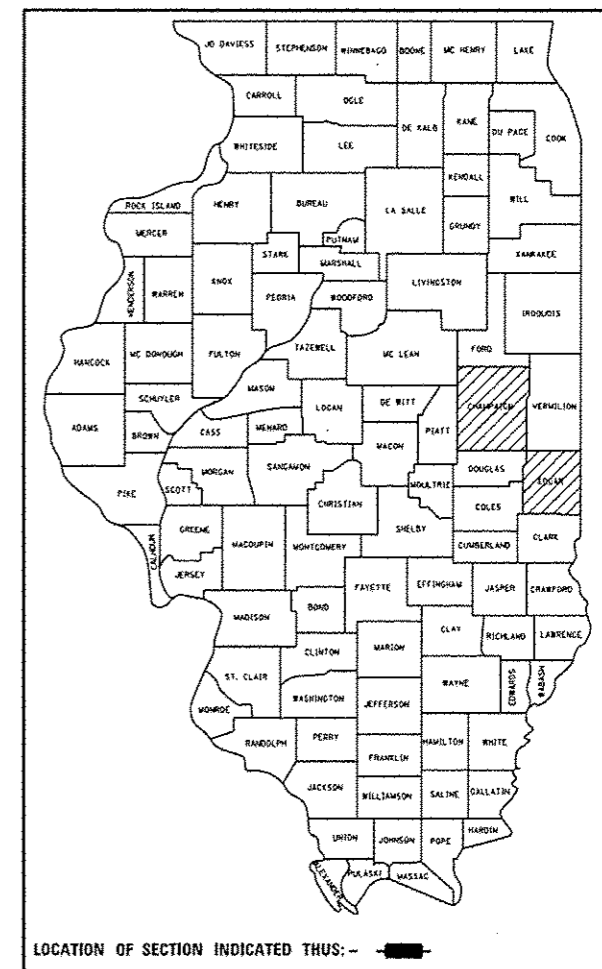 JO DAVIESS STEPHENSON WINNEBAGO BOONE MC HENRY LAKE
CARROLL OGLE DE KALB KANE DU PAGE COOK
WHITESIDE LEE
KENDALL
ROCK ISLAND HENRY BUREAU LA SALLE WILL
MERCER PUTNAM GRUNDY
STARK MARSHALL KANKAKEE
HENDERSON WARREN KNOX PEORIA WOODFORD LIVINGSTON IROQUOIS
HANCOCK MC DONOUGH FULTON TAZEWELL MC LEAN FORD
MASON
SCHUYLER LOGAN DE WITT CHAMPAIGN VERMILION
ADAMS BROWN CASS MENARD MACON PIATT
MORGAN SANGAMON DOUGLAS EDGAR
PIKE SCOTT CHRISTIAN MOULTRIE COLES
GREENE MACOUPIN MONTGOMERY SHELBY CUMBERLAND CLARK
CALHOUN JERSEY FAYETTE EFFINGHAM JASPER CRAWFORD
MADISON BOND
CLAY RICHLAND LAWRENCE
CLINTON MARION
ST. CLAIR WASHINGTON WAYNE EDWARDS WABASH
MONROE JEFFERSON
RANDOLPH PERRY HAMILTON WHITE
FRANKLIN
JACKSON WILLIAMSON SALINE GALLATIN
UNION JOHNSON POPE HARDIN
ALEXANDER PULASKI MASSAC
LOCATION OF SECTION INDICATED THUS:-